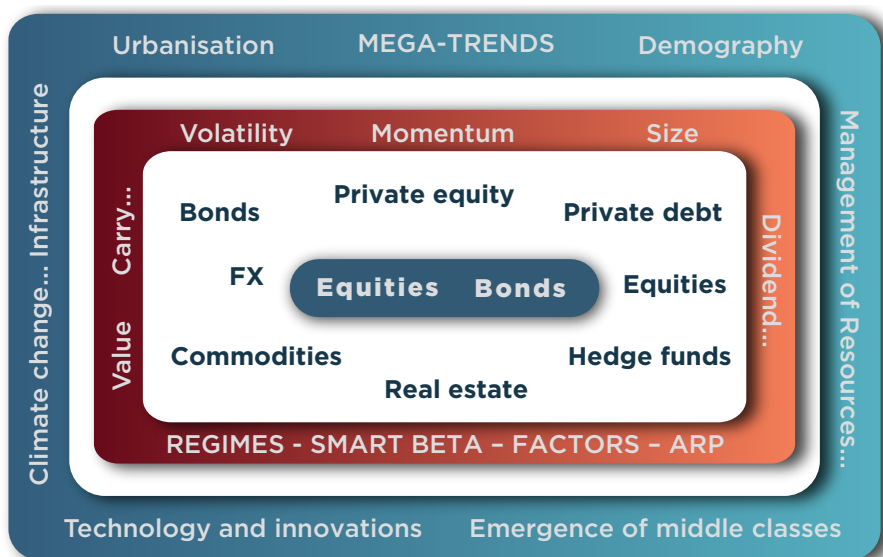 Urbanisation MEGA-TRENDS Demography
Climate change... Infrastructure
Management of Resources...
Volatility Momentum Size
Value Carry...
Dividend...
Private equity
Bonds Private debt
FX Equities Bonds Equities
Commodities Hedge funds
Real estate
REGIMES - SMART BETA – FACTORS – ARP
Technology and innovations Emergence of middle classes